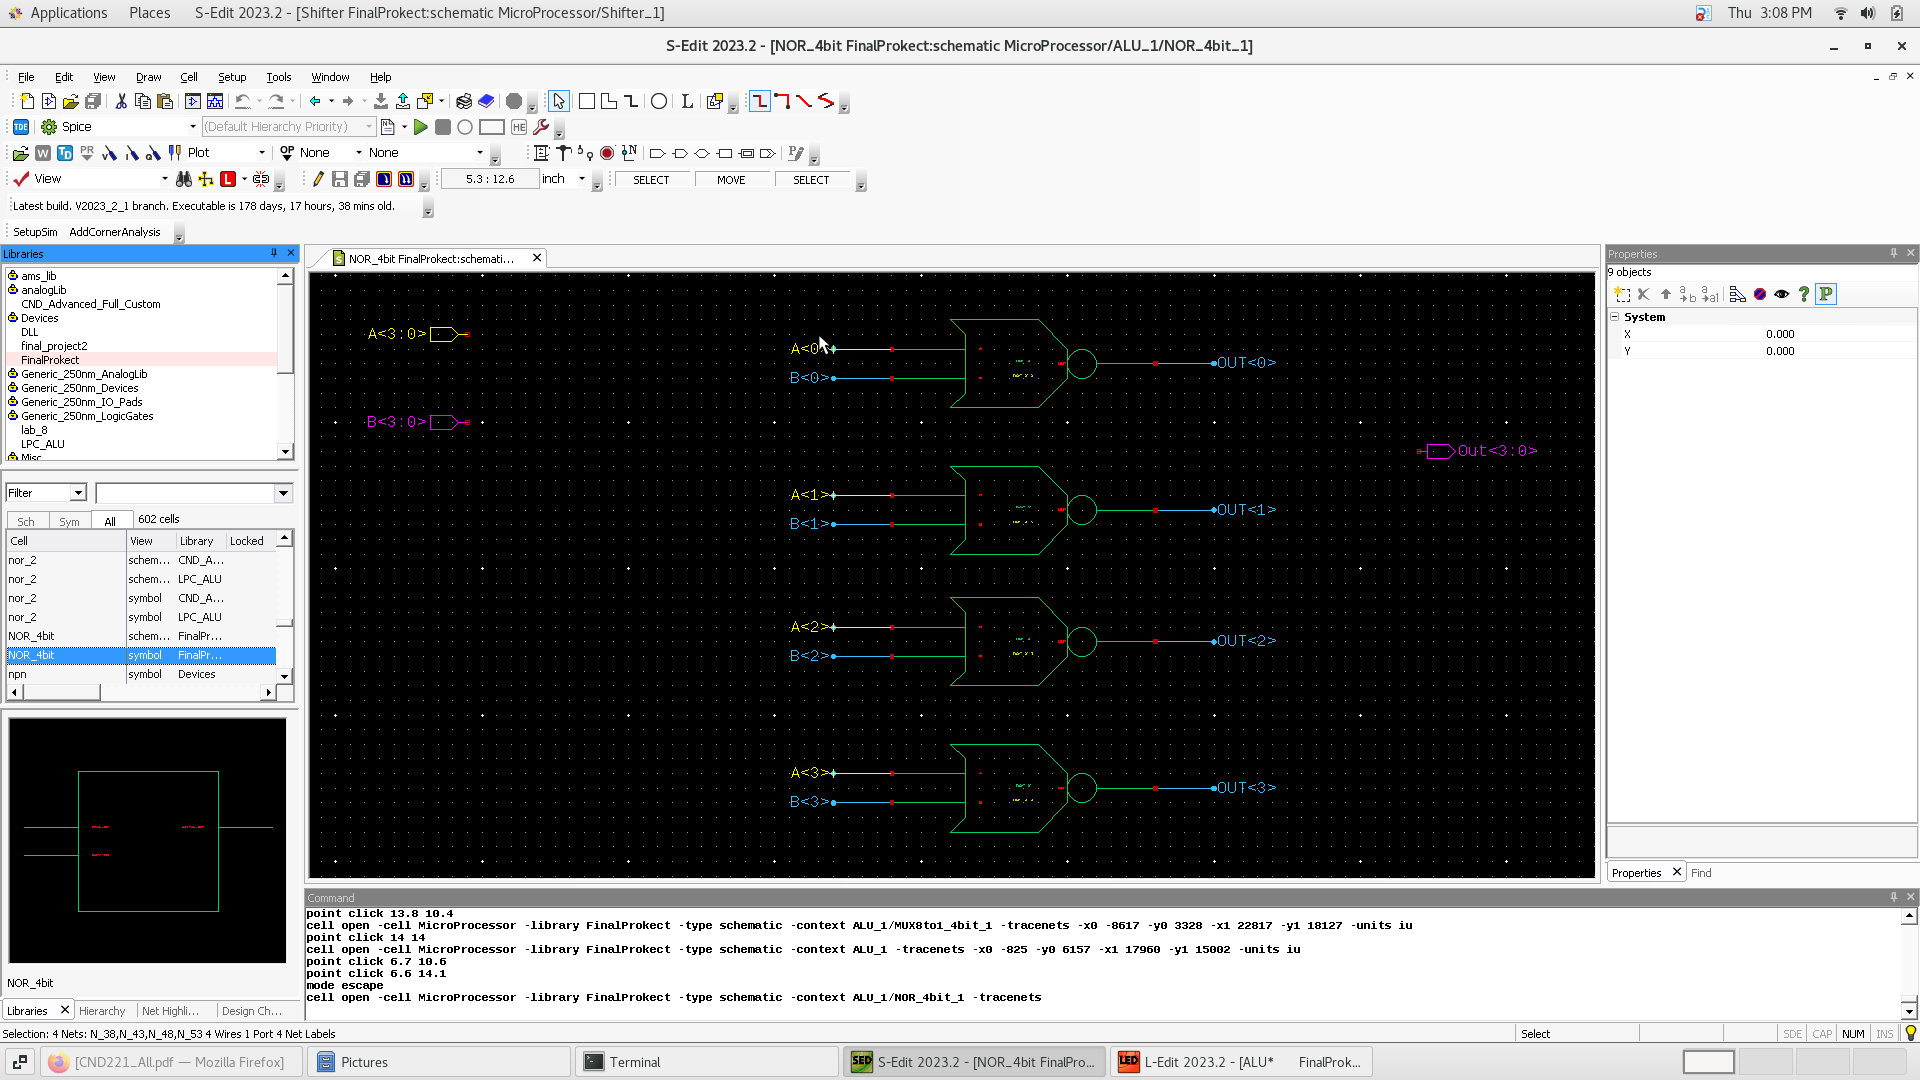 Applications Places S-Edit 2023.2 - [Shifter FinalProkect:schematic MicroProcessor/Shifter_1] Thu 3:08 PM
S-Edit 2023.2 - [NOR_4bit FinalProkect:schematic MicroProcessor/ALU_1/NOR_4bit_1]
File Edit View Draw Cell Setup Tools Window Help
TDE Spice (Default Hierarchy Priority) HE
W TD PR Plot OP None None
View L 5.3 : 12.6 inch SELECT MOVE SELECT
Latest build. V2023_2_1 branch. Executable is 178 days, 17 hours, 38 mins old.
SetupSim AddCornerAnalysis
Libraries
ams_lib
analogLib
CND_Advanced_Full_Custom
Devices
DLL
final_project2
FinalProkect
Generic_250nm_AnalogLib
Generic_250nm_Devices
Generic_250nm_IO_Pads
Generic_250nm_LogicGates
lab_8
LPC_ALU
Misc
Filter
Sch Sym All 602 cells
Cell View Library Locked
nor_2 schem... CND_A...
nor_2 schem... LPC_ALU
nor_2 symbol CND_A...
nor_2 symbol LPC_ALU
NOR_4bit schem... FinalPr...
NOR_4bit symbol FinalPr...
npn symbol Devices
NOR_4bit
Libraries Hierarchy Net Highli... Design Ch...
NOR_4bit FinalProkect:schemati...
A<3:0>
B<3:0>
A<0>
B<0>
OUT<0>
A<1>
B<1>
OUT<1>
A<2>
B<2>
OUT<2>
A<3>
B<3>
OUT<3>
Out<3:0>
Properties
9 objects
System
X 0.000
Y 0.000
Properties Find
Command
point click 13.8 10.4
cell open -cell MicroProcessor -library FinalProkect -type schematic -context ALU_1/MUX8to1_4bit_1 -tracenets -x0 -8617 -y0 3328 -x1 22817 -y1 18127 -units iu
point click 14 14
cell open -cell MicroProcessor -library FinalProkect -type schematic -context ALU_1 -tracenets -x0 -825 -y0 6157 -x1 17960 -y1 15002 -units iu
point click 6.7 10.6
point click 6.6 14.1
mode escape
cell open -cell MicroProcessor -library FinalProkect -type schematic -context ALU_1/NOR_4bit_1 -tracenets
Selection: 4 Nets: N_38,N_43,N_48,N_53 4 Wires 1 Port 4 Net Labels Select SDE CAP NUM INS
[CND221_All.pdf — Mozilla Firefox] Pictures Terminal S-Edit 2023.2 - [NOR_4bit FinalPro... L-Edit 2023.2 - [ALU* FinalProk...